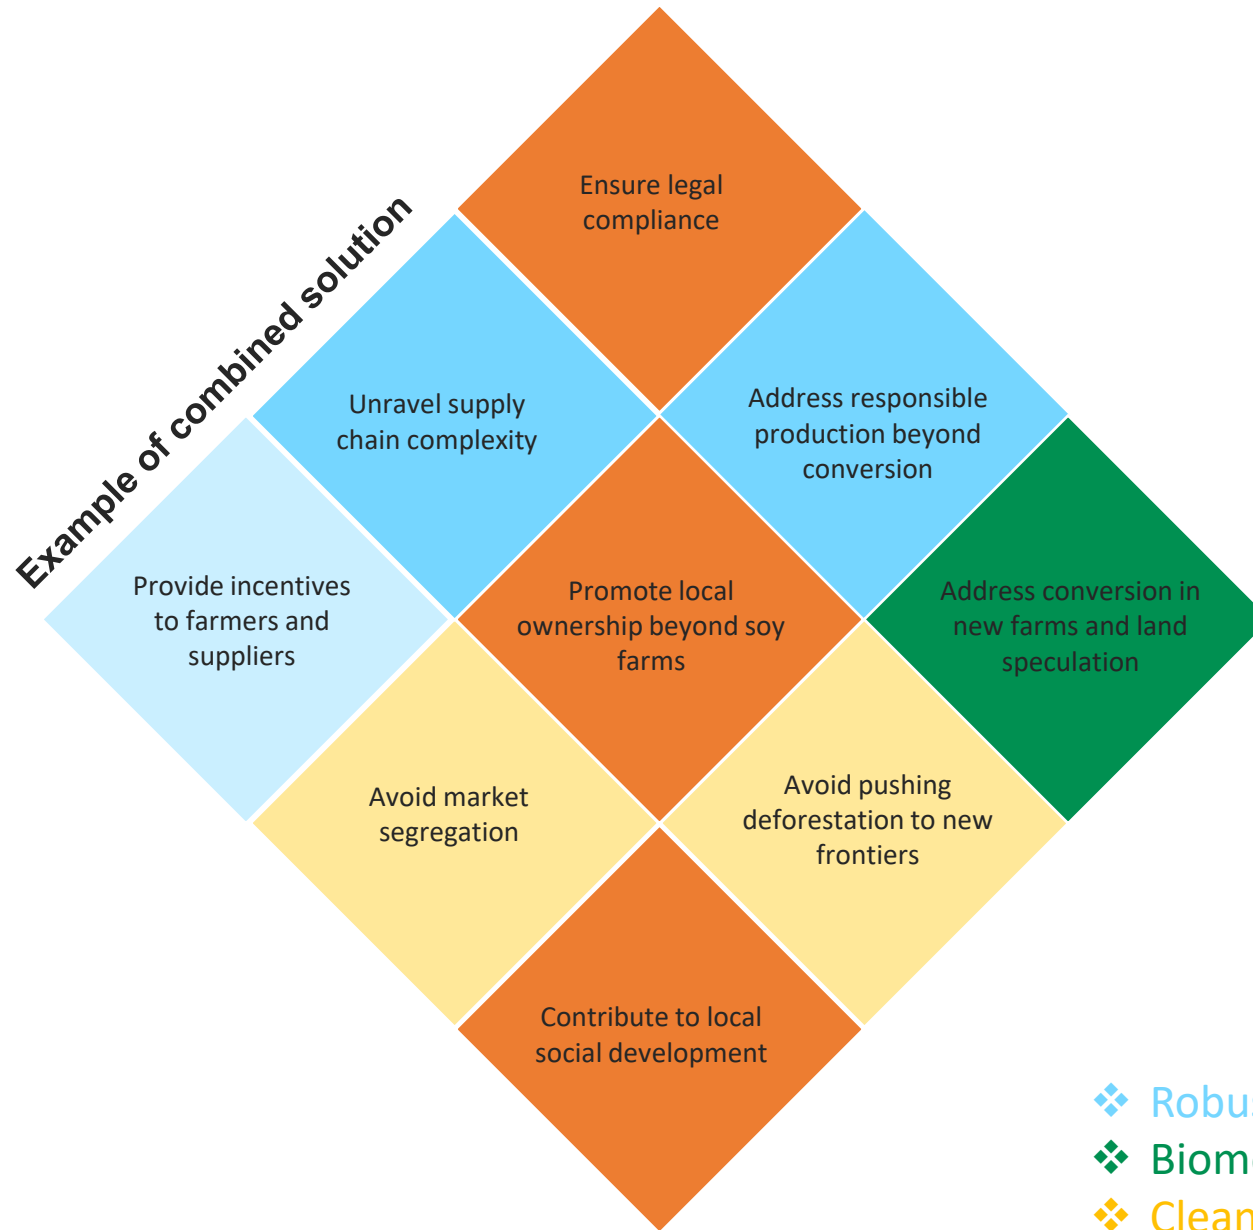 Example of combined solution
Ensure legal
compliance
Unravel supply
chain complexity
Address responsible
production beyond
conversion
Provide incentives
to farmers and
suppliers
Promote local
ownership beyond soy
farms
Address conversion in
new farms and land
speculation
Avoid market
segregation
Avoid pushing
deforestation to new
frontiers
Contribute to local
social development